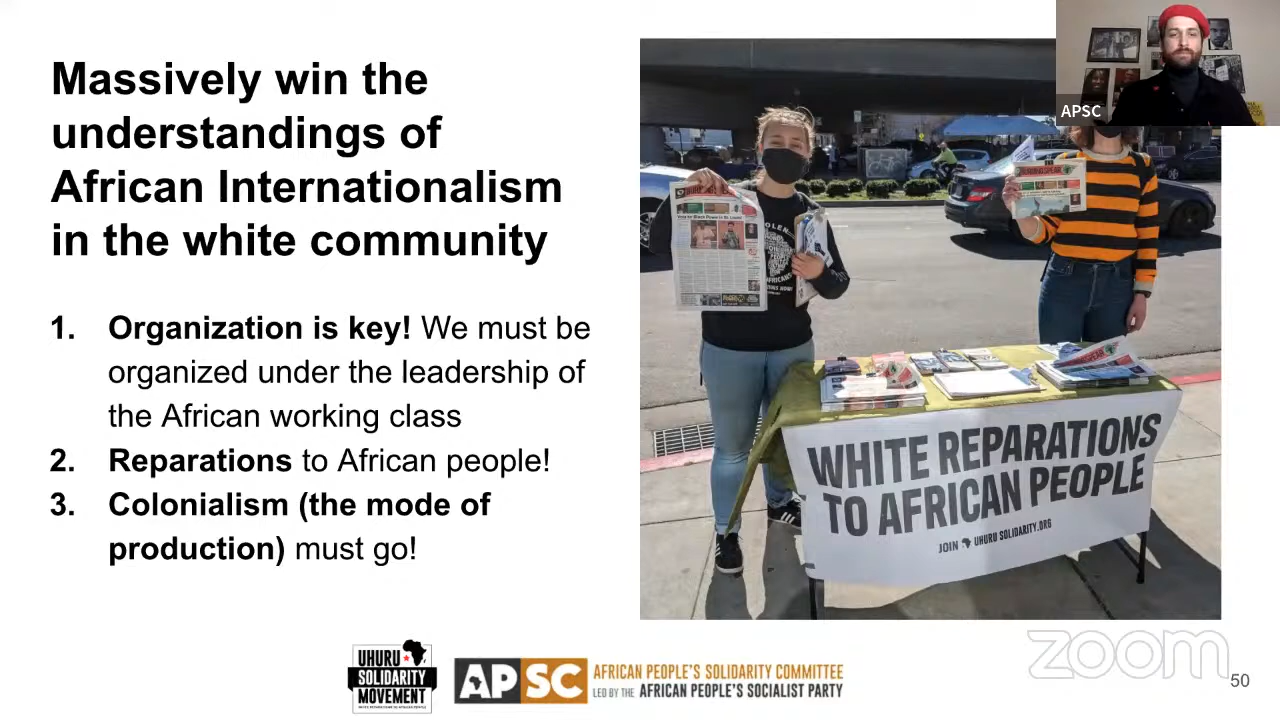 Massively win the
understandings of
African Internationalism
in the white community
1. Organization is key! We must be
organized under the leadership of
the African working class
2. Reparations to African people!
3. Colonialism (the mode of
production) must go!
APSC
WHITE REPARATIONS
TO AFRICAN PEOPLE
JOIN UHURU SOLIDARITY.ORG
UHURU
SOLIDARITY
MOVEMENT
APSC
AFRICAN PEOPLE'S SOLIDARITY COMMITTEE
LED BY THE AFRICAN PEOPLE'S SOCIALIST PARTY
zoom
50